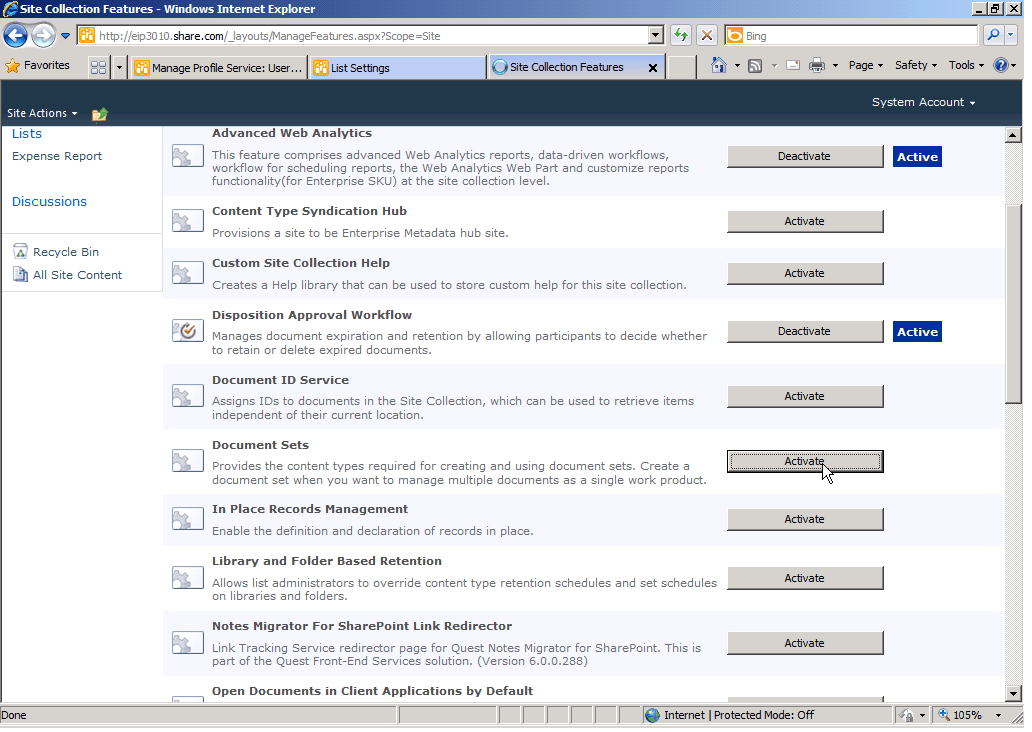 Site Collection Features - Windows Internet Explorer
http://eip3010.share.com/_layouts/ManageFeatures.aspx?Scope=Site
Bing
Favorites
Manage Profile Service: User...
List Settings
Site Collection Features
Page
Safety
Tools
System Account
Site Actions
Lists
Expense Report
Discussions
Recycle Bin
All Site Content
Advanced Web Analytics
This feature comprises advanced Web Analytics reports, data-driven workflows,
workflow for scheduling reports, the Web Analytics Web Part and customize reports
functionality(for Enterprise SKU) at the site collection level.
Deactivate
Active
Content Type Syndication Hub
Provisions a site to be Enterprise Metadata hub site.
Activate
Custom Site Collection Help
Creates a Help library that can be used to store custom help for this site collection.
Activate
Disposition Approval Workflow
Manages document expiration and retention by allowing participants to decide whether
to retain or delete expired documents.
Deactivate
Active
Document ID Service
Assigns IDs to documents in the Site Collection, which can be used to retrieve items
independent of their current location.
Activate
Document Sets
Provides the content types required for creating and using document sets. Create a
document set when you want to manage multiple documents as a single work product.
Activate
In Place Records Management
Enable the definition and declaration of records in place.
Activate
Library and Folder Based Retention
Allows list administrators to override content type retention schedules and set schedules
on libraries and folders.
Activate
Notes Migrator For SharePoint Link Redirector
Link Tracking Service redirector page for Quest Notes Migrator for SharePoint. This is
part of the Quest Front-End Services solution. (Version 6.0.0.288)
Activate
Open Documents in Client Applications by Default
Done
Internet | Protected Mode: Off
105%